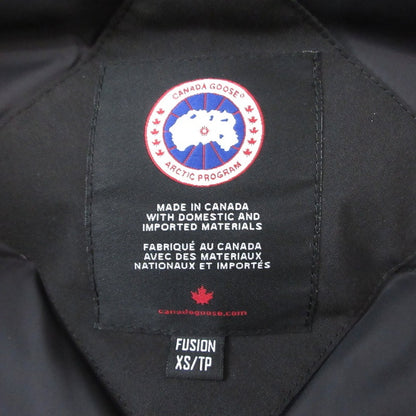 CANADA GOOSE®
ARCTIC PROGRAM
MADE IN CANADA
WITH DOMESTIC AND
IMPORTED MATERIALS
FABRIQUÉ AU CANADA
AVEC DES MATERIAUX
NATIONAUX ET IMPORTÉS
canadagoose.com
FUSION
XS/TP